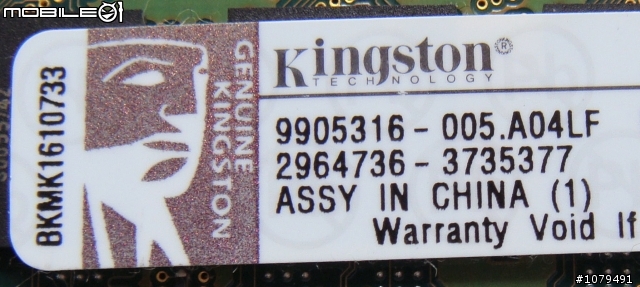 MOBILE01
BKMK1610733
GENUINE
KINGSTON
Kingston®
TECHNOLOGY
9905316 - 005.A04LF
2964736 - 3735377
ASSY IN CHINA (1)
Warranty Void If
#1079491